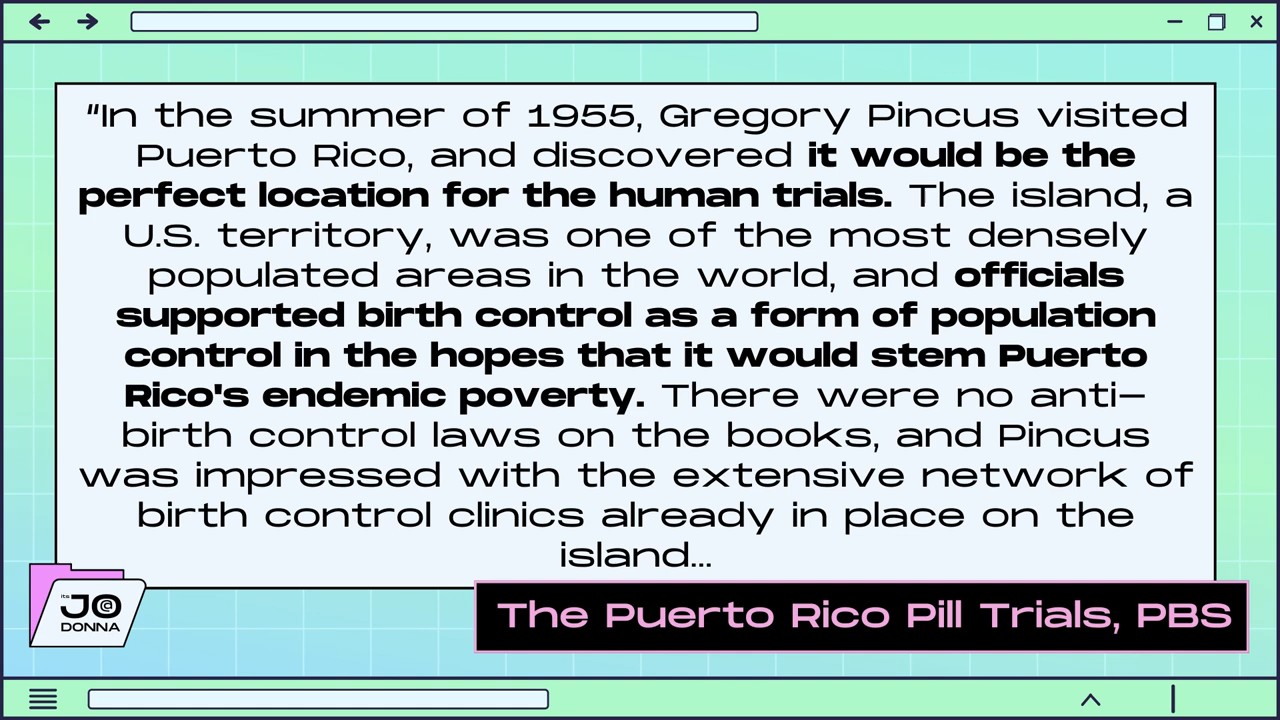 “In the summer of 1955, Gregory Pincus visited
Puerto Rico, and discovered it would be the
perfect location for the human trials. The island, a
U.S. territory, was one of the most densely
populated areas in the world, and officials
supported birth control as a form of population
control in the hopes that it would stem Puerto
Rico's endemic poverty. There were no anti-
birth control laws on the books, and Pincus
was impressed with the extensive network of
birth control clinics already in place on the
island...
its JO
DONNA
The Puerto Rico Pill Trials, PBS